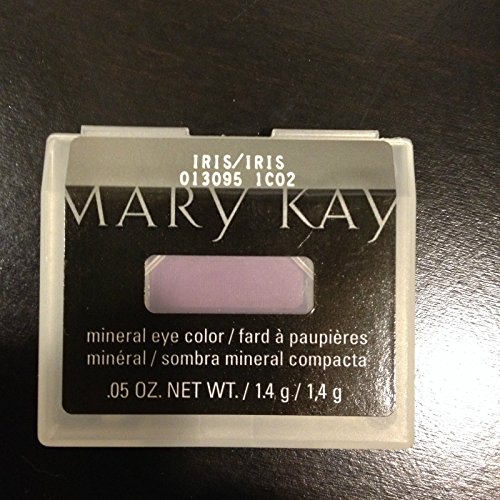 IRIS/IRIS
013095 1C02
MARY KAY
mineral eye color / fard à paupières
minéral / sombra mineral compacta
.05 OZ. NET WT. / 1.4 g / 1,4 g